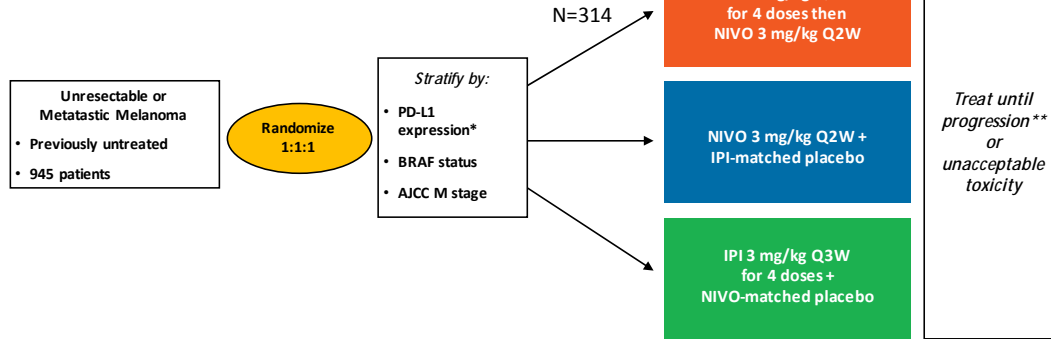 N=314
for 4 doses then
NIVO 3 mg/kg Q2W
Unresectable or
Metatastic Melanoma
• Previously untreated
• 945 patients
Randomize
1:1:1
Stratify by:
• PD-L1
expression*
• BRAF status
• AJCC M stage
NIVO 3 mg/kg Q2W +
IPI-matched placebo
IPI 3 mg/kg Q3W
for 4 doses +
NIVO-matched placebo
Treat until
progression**
or
unacceptable
toxicity